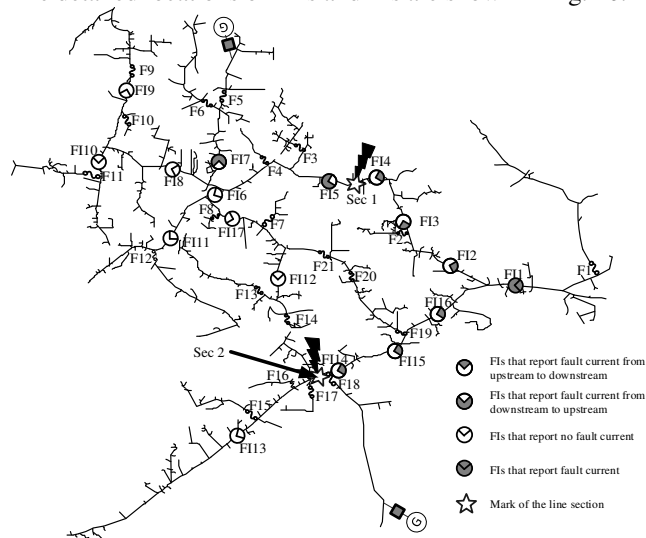 G
F9
FI9
F10
F6
F5
F3
FI10
F11
FI8
FI7
F4
FI4
FI5
Sec 1
FI6
F8
FI17
F7
FI3
F2
FI11
F12
F21
FI2
F20
F1
FI1
FI12
F13
F14
FI16
F19
FI15
Sec 2
FI14
F16
F18
F17
F15
FI13
G
FIs that report fault current from
upstream to downstream
FIs that report fault current from
downstream to upstream
FIs that report no fault current
FIs that report fault current
Mark of the line section